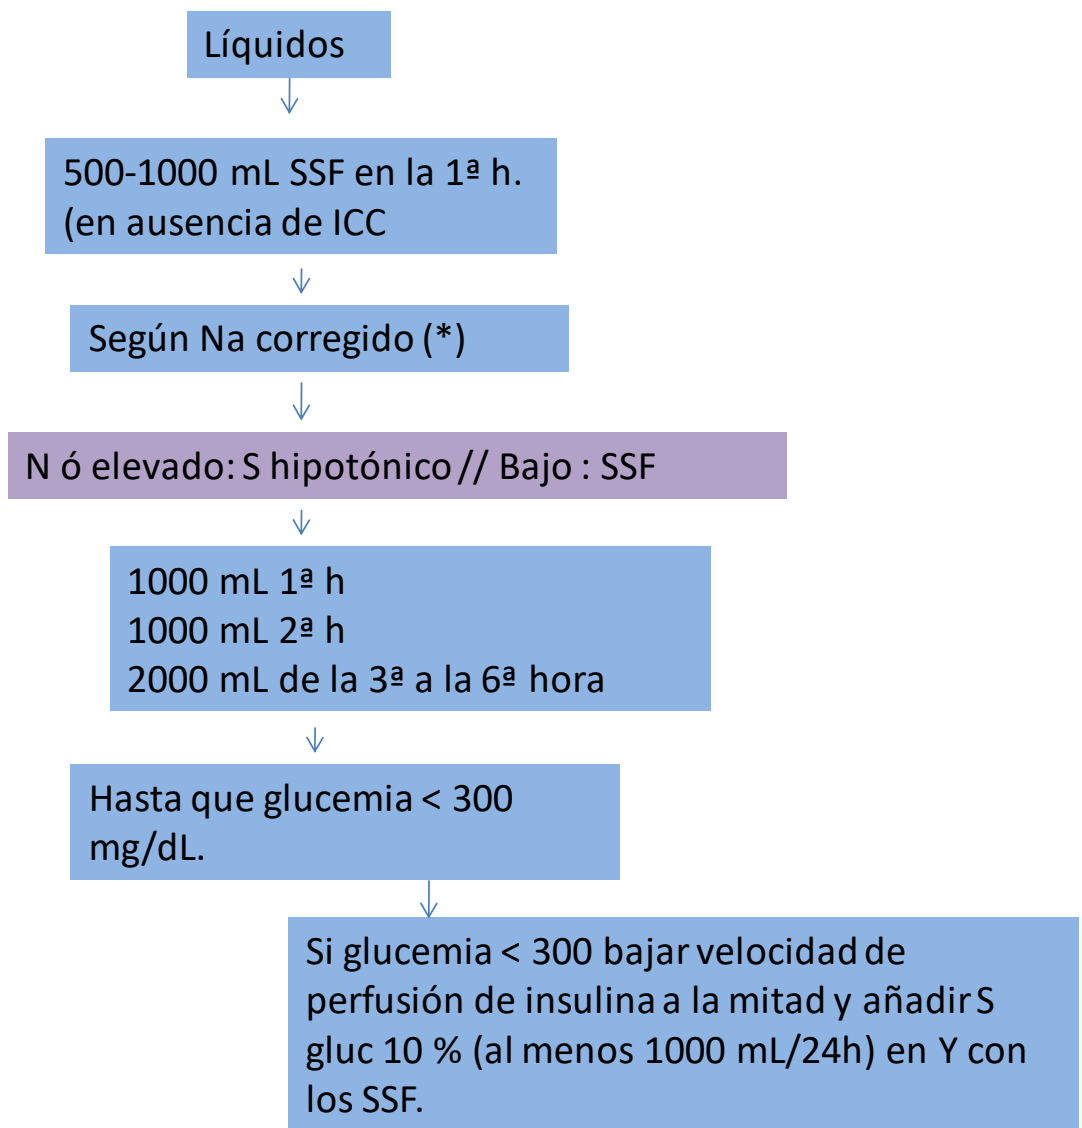 Líquidos
500-1000 mL SSF en la 1ª h.
(en ausencia de ICC
Según Na corregido (*)
N ó elevado: S hipotónico // Bajo : SSF
1000 mL 1ª h
1000 mL 2ª h
2000 mL de la 3ª a la 6ª hora
Hasta que glucemia < 300
mg/dL.
Si glucemia < 300 bajar velocidad de
perfusión de insulina a la mitad y añadir S
gluc 10 % (al menos 1000 mL/24h) en Y con
los SSF.